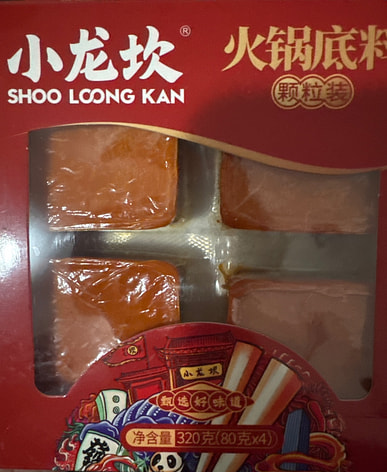 小龙坎®
SHOO LOONG KAN
火锅底料
颗粒装
小龙坎
甄选好味道
净含量 320克(80克×4)
發